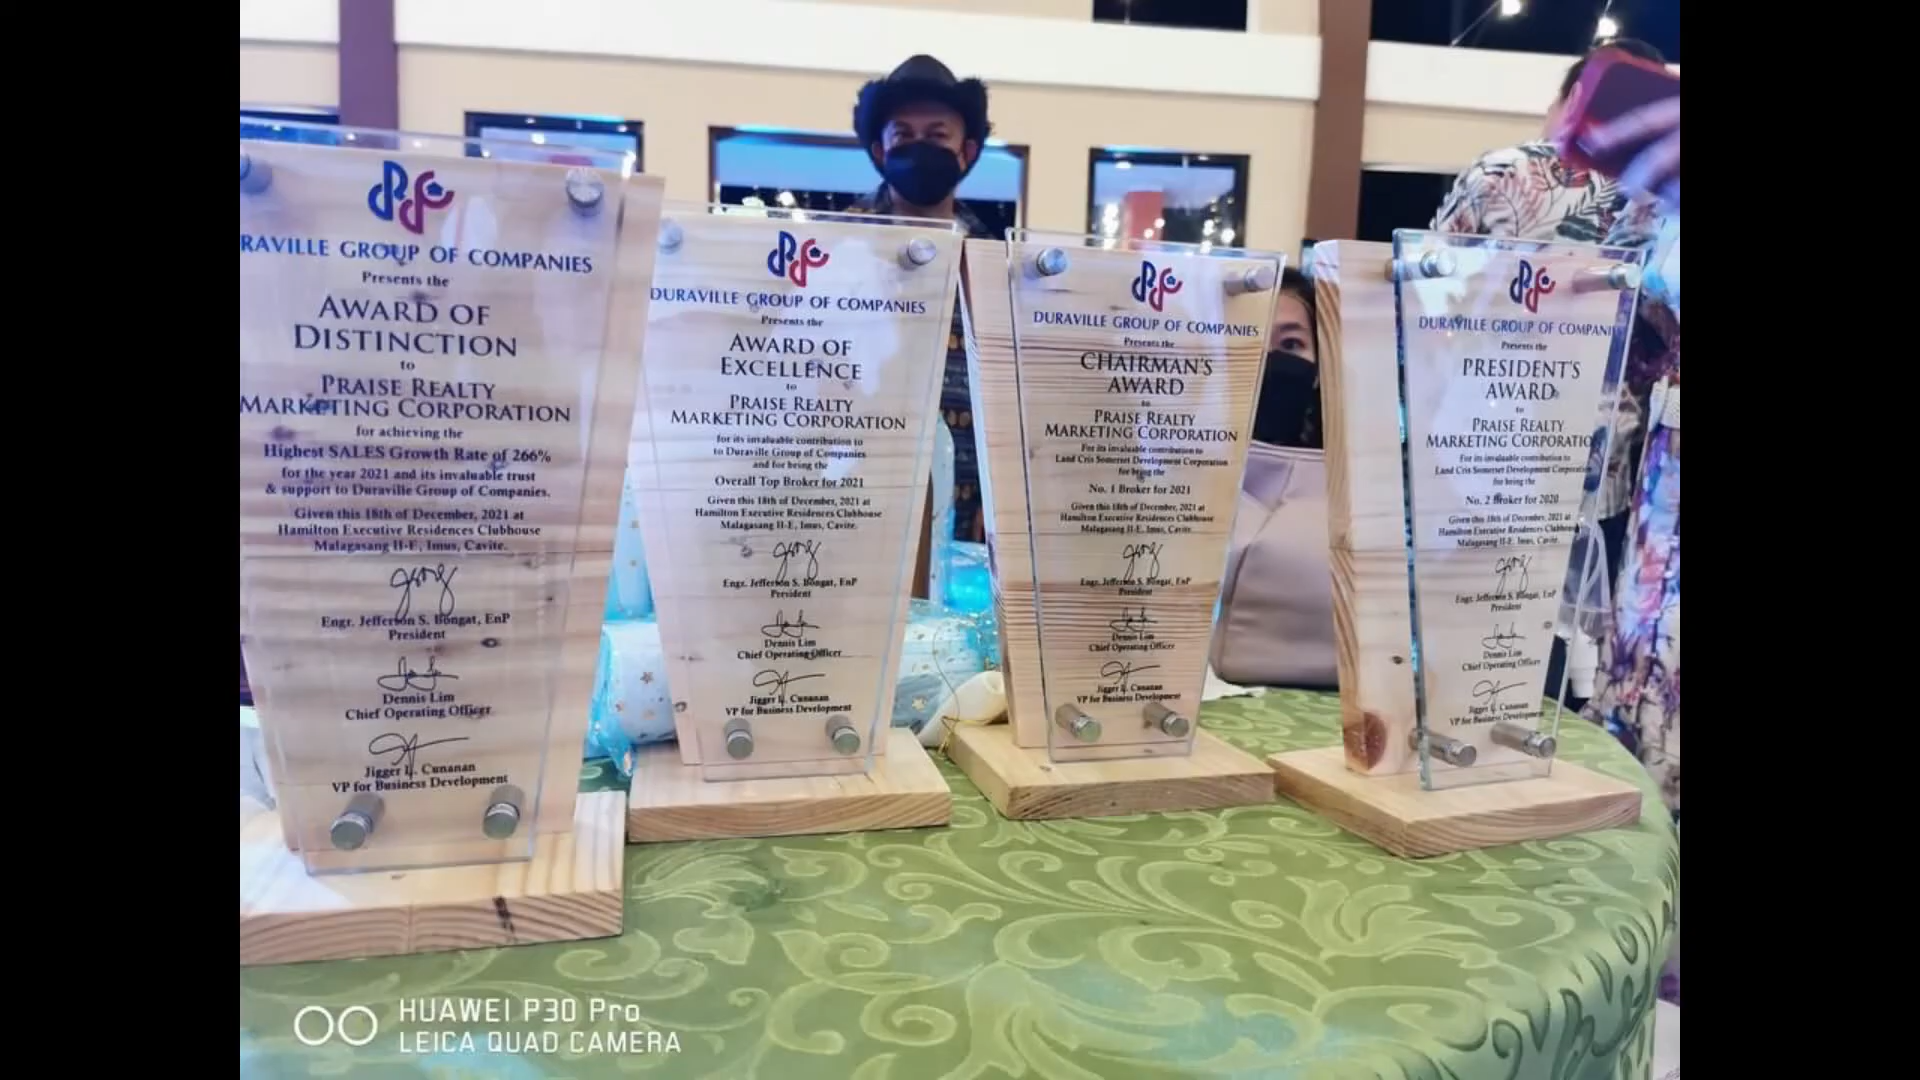 DURAVILLE GROUP OF COMPANIES
Presents the
AWARD OF
DISTINCTION
to
PRAISE REALTY
MARKETING CORPORATION
for achieving the
Highest SALES Growth Rate of 266%
for the year 2021 and its invaluable trust
& support to Duraville Group of Companies.
Given this 18th of December, 2021 at
Hamilton Executive Residences Clubhouse
Malagasang II-E, Imus, Cavite.
Engr. Jefferson S. Bongat, EnP
President
Dennis Lim
Chief Operating Officer
Jigger L. Cunanan
VP for Business Development
DURAVILLE GROUP OF COMPANIES
Presents the
AWARD OF
EXCELLENCE
to
PRAISE REALTY
MARKETING CORPORATION
for its invaluable contribution to
to Duraville Group of Companies
and for being the
Overall Top Broker for 2021
Given this 18th of December, 2021 at
Hamilton Executive Residences Clubhouse
Malagasang II-E, Imus, Cavite.
Engr. Jefferson S. Bongat, EnP
President
Dennis Lim
Chief Operating Officer
Jigger L. Cunanan
VP for Business Development
DURAVILLE GROUP OF COMPANIES
Presents the
CHAIRMAN'S
AWARD
to
PRAISE REALTY
MARKETING CORPORATION
For its invaluable contribution to
Land Cris Somerset Development Corporation
for being the
No. 1 Broker for 2021
Given this 18th of December, 2021 at
Hamilton Executive Residences Clubhouse
Malagasang II-E, Imus, Cavite.
Engr. Jefferson S. Bongat, EnP
President
Dennis Lim
Chief Operating Officer
Jigger L. Cunanan
VP for Business Development
DURAVILLE GROUP OF COMPANIES
Presents the
PRESIDENT'S
AWARD
to
PRAISE REALTY
MARKETING CORPORATION
For its invaluable contribution to
Land Cris Somerset Development Corporation
for being the
No. 2 Broker for 2020
Given this 18th of December, 2021 at
Hamilton Executive Residences Clubhouse
Malagasang II-E, Imus, Cavite.
Engr. Jefferson S. Bongat, EnP
President
Dennis Lim
Chief Operating Officer
Jigger L. Cunanan
VP for Business Development
HUAWEI P30 Pro
LEICA QUAD CAMERA